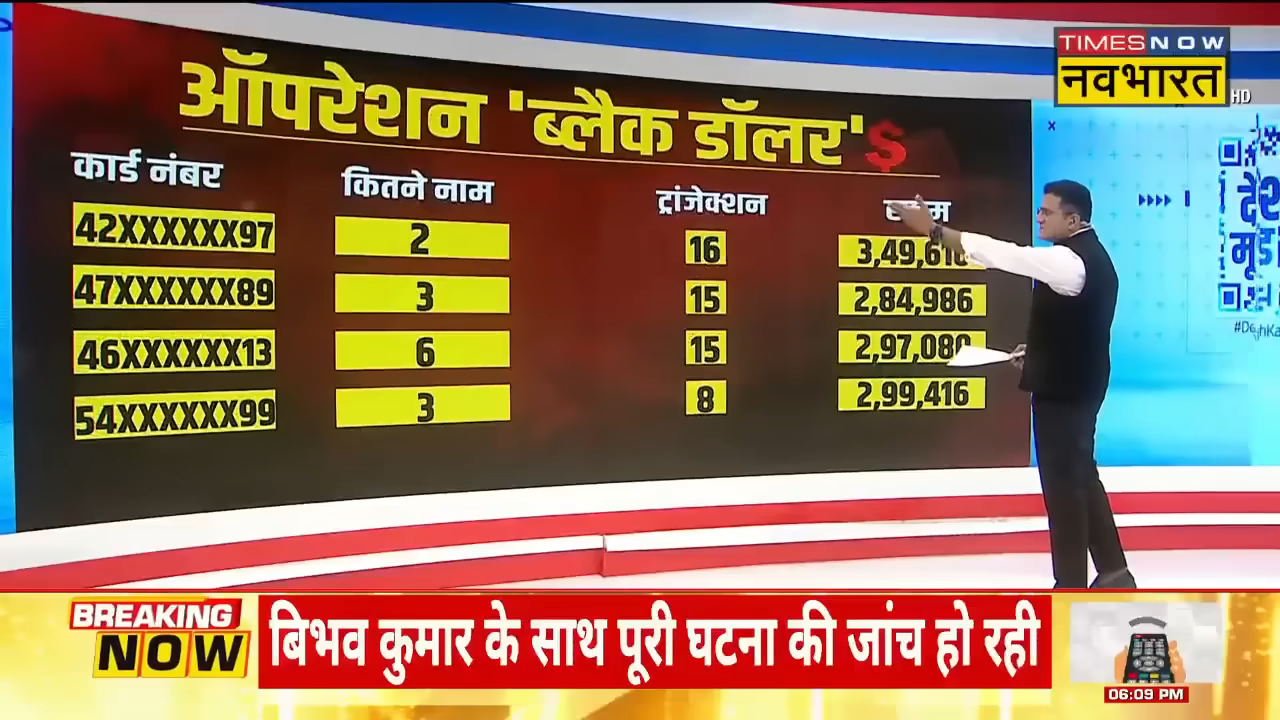 TIMES NOW
नवभारत
HD
ऑपरेशन 'ब्लैक डॉलर'$
कार्ड नंबर कितने नाम ट्रांजेक्शन
42XXXXXX97 2 16
47XXXXXX89 3 15 2,84,986
46XXXXXX13 6 15
54XXXXXX99 3 8 2,99,416
BREAKING
NOW
बिभव कुमार के साथ पूरी घटना की जांच हो रही
06:09 PM